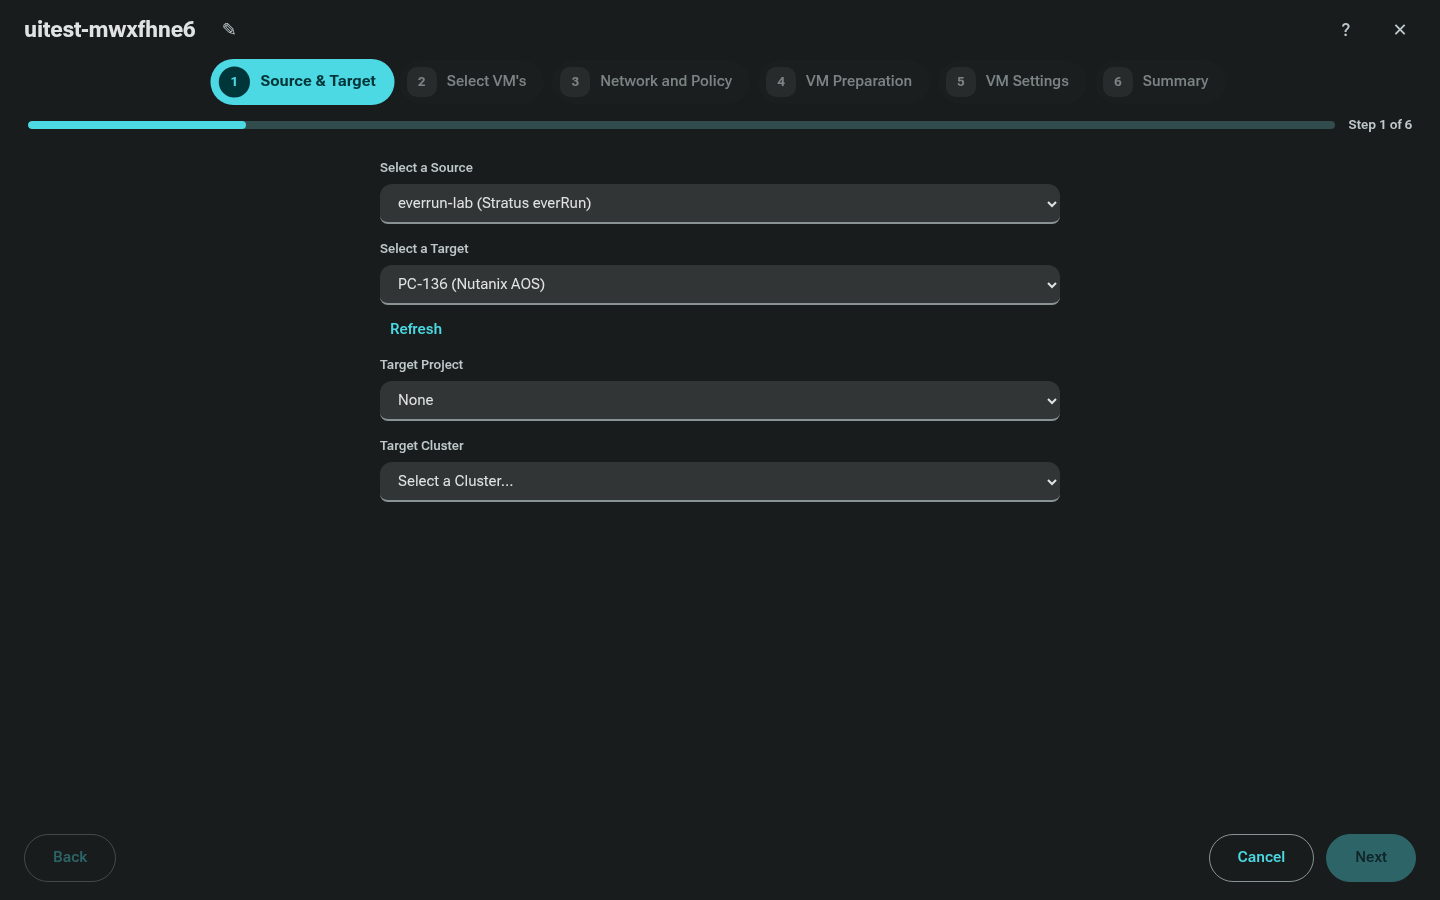 uitest-mwxfhne6 ✎ ? ✕
1 Source & Target 2 Select VM's 3 Network and Policy 4 VM Preparation 5 VM Settings 6 Summary
Step 1 of 6
Select a Source
everrun-lab (Stratus everRun)
Select a Target
PC-136 (Nutanix AOS)
Refresh
Target Project
None
Target Cluster
Select a Cluster...
Back Cancel Next